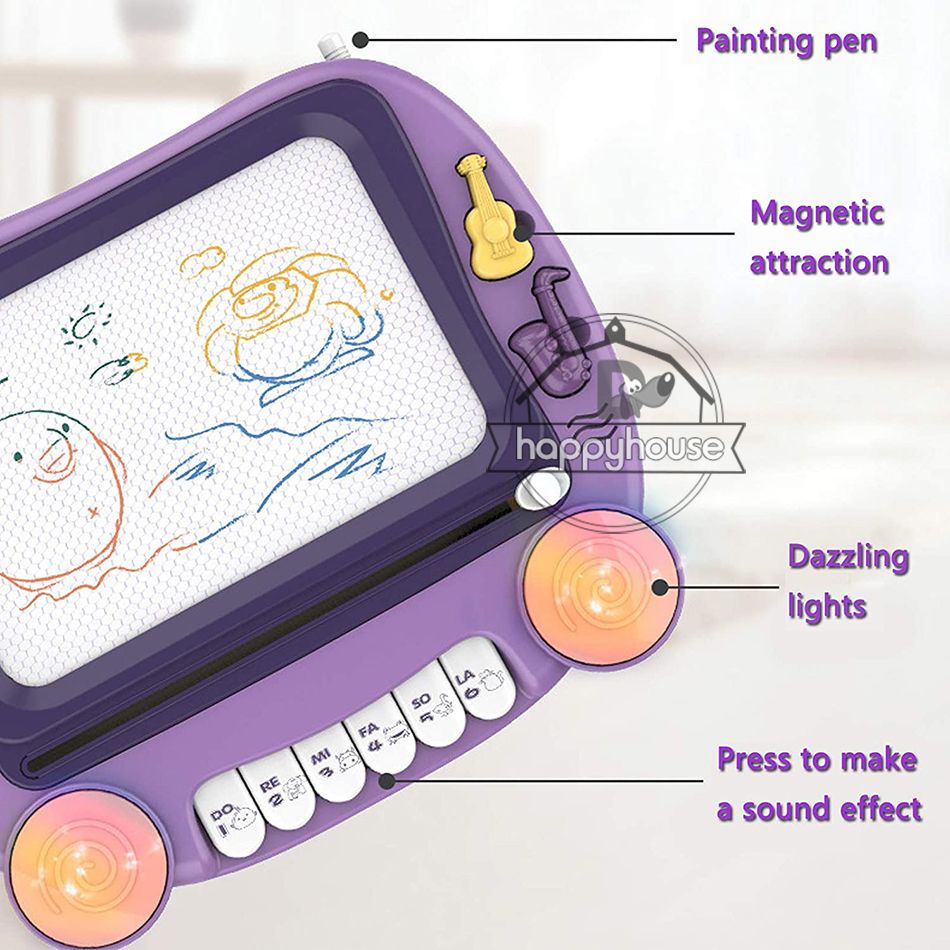 Painting pen
Magnetic
attraction
happyhouse
Dazzling
lights
LA
6
SO
5
FA
4
MI
3
RE
2
DO
1
Press to make
a sound effect